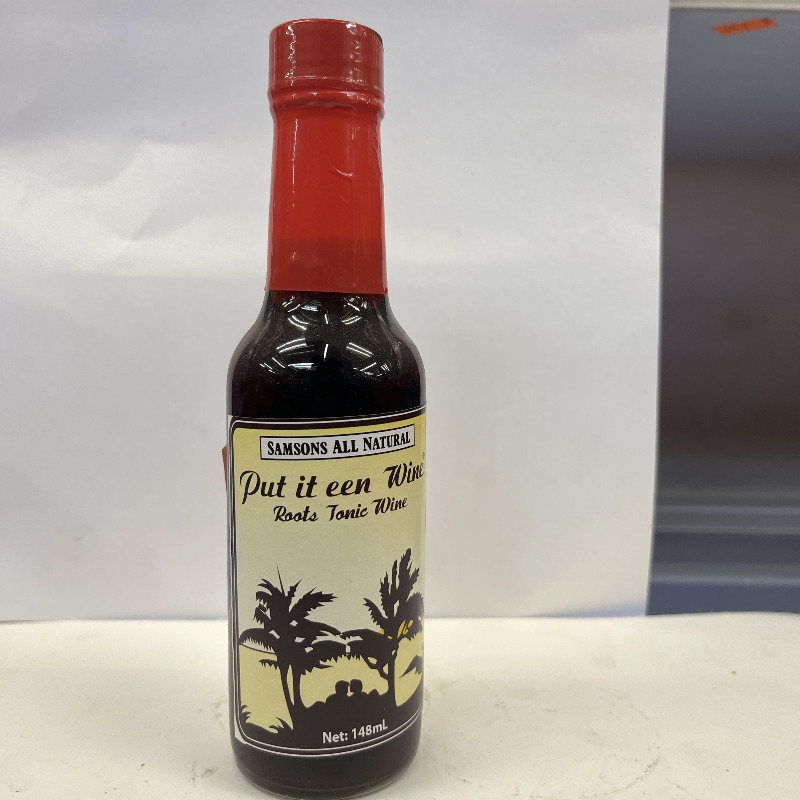 SAMSONS ALL NATURAL
Put it een Wine
Roots Tonic Wine
Net: 148mL